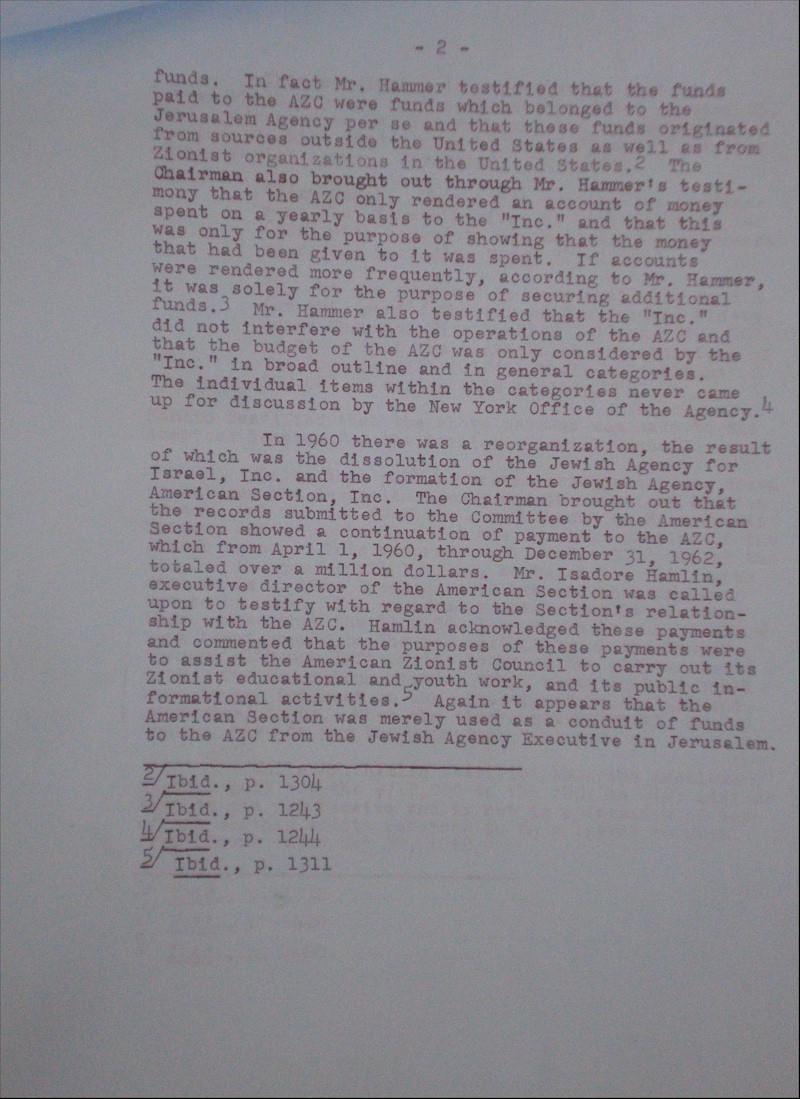 - 2 -
funds. In fact Mr. Hammer testified that the funds
paid to the AZC were funds which belonged to the
Jerusalem Agency per se and that these funds originated
from sources outside the United States as well as from
Zionist organizations in the United States.2 The
Chairman also brought out through Mr. Hammer's testi-
mony that the AZC only rendered an account of money
spent on a yearly basis to the "Inc." and that this
was only for the purpose of showing that the money
that had been given to it was spent. If accounts
were rendered more frequently, according to Mr. Hammer,
it was solely for the purpose of securing additional
funds.3 Mr. Hammer also testified that the "Inc."
did not interfere with the operations of the AZC and
that the budget of the AZC was only considered by the
"Inc." in broad outline and in general categories.
The individual items within the categories never came
up for discussion by the New York Office of the Agency.4
In 1960 there was a reorganization, the result
of which was the dissolution of the Jewish Agency for
Israel, Inc. and the formation of the Jewish Agency,
American Section, Inc. The Chairman brought out that
the records submitted to the Committee by the American
Section showed a continuation of payment to the AZC,
which from April 1, 1960, through December 31, 1962,
totaled over a million dollars. Mr. Isadore Hamlin,
executive director of the American Section was called
upon to testify with regard to the Section's relation-
ship with the AZC. Hamlin acknowledged these payments
and commented that the purposes of these payments were
to assist the American Zionist Council to carry out its
Zionist educational and youth work, and its public in-
formational activities.5 Again it appears that the
American Section was merely used as a conduit of funds
to the AZC from the Jewish Agency Executive in Jerusalem.
2/ Ibid., p. 1304
3/ Ibid., p. 1243
4/ Ibid., p. 1244
5/ Ibid., p. 1311